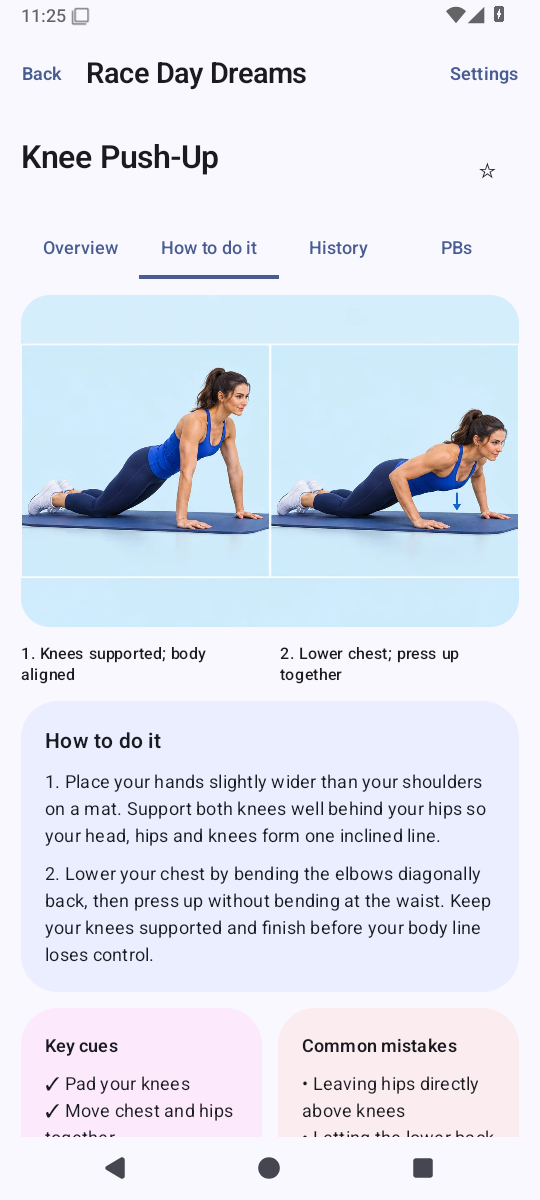 11:25
Back Race Day Dreams Settings
Knee Push-Up
☆
Overview How to do it History PBs
1. Knees supported; body
aligned
2. Lower chest; press up
together
How to do it
1. Place your hands slightly wider than your shoulders
on a mat. Support both knees well behind your hips so
your head, hips and knees form one inclined line.
2. Lower your chest by bending the elbows diagonally
back, then press up without bending at the waist. Keep
your knees supported and finish before your body line
loses control.
Key cues
✓ Pad your knees
✓ Move chest and hips
together
Common mistakes
• Leaving hips directly
above knees
• Letting the lower back